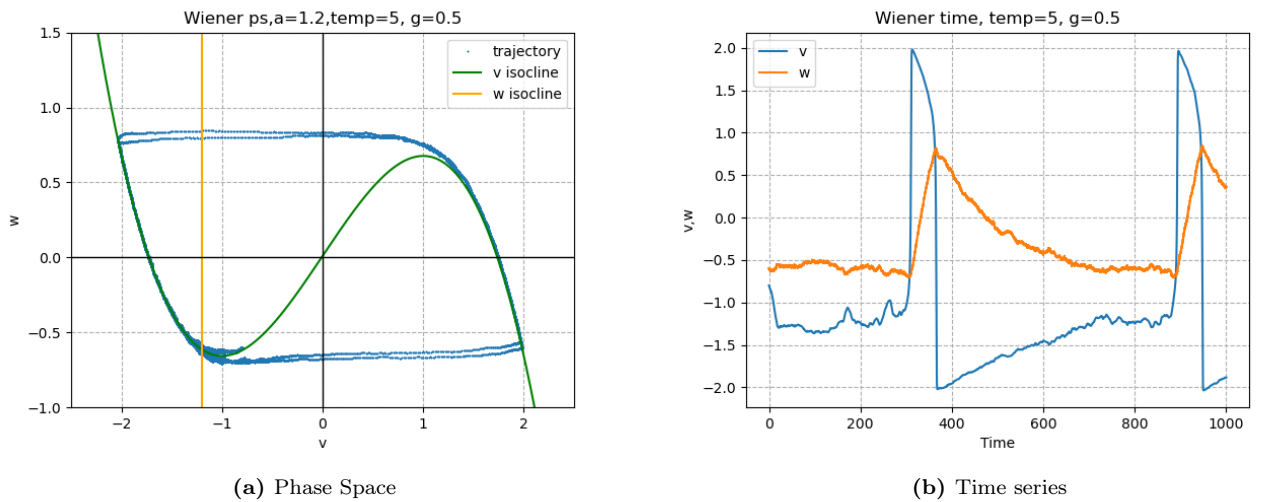 Wiener ps,a=1.2,temp=5, g=0.5
1.5
1.0
0.5
0.0
−0.5
−1.0
w
trajectory
v isocline
w isocline
−2
−1
0
1
2
v
(a) Phase Space
Wiener time, temp=5, g=0.5
2.0
1.5
1.0
0.5
0.0
−0.5
−1.0
−1.5
−2.0
v,w
v
w
0
200
400
600
800
1000
Time
(b) Time series